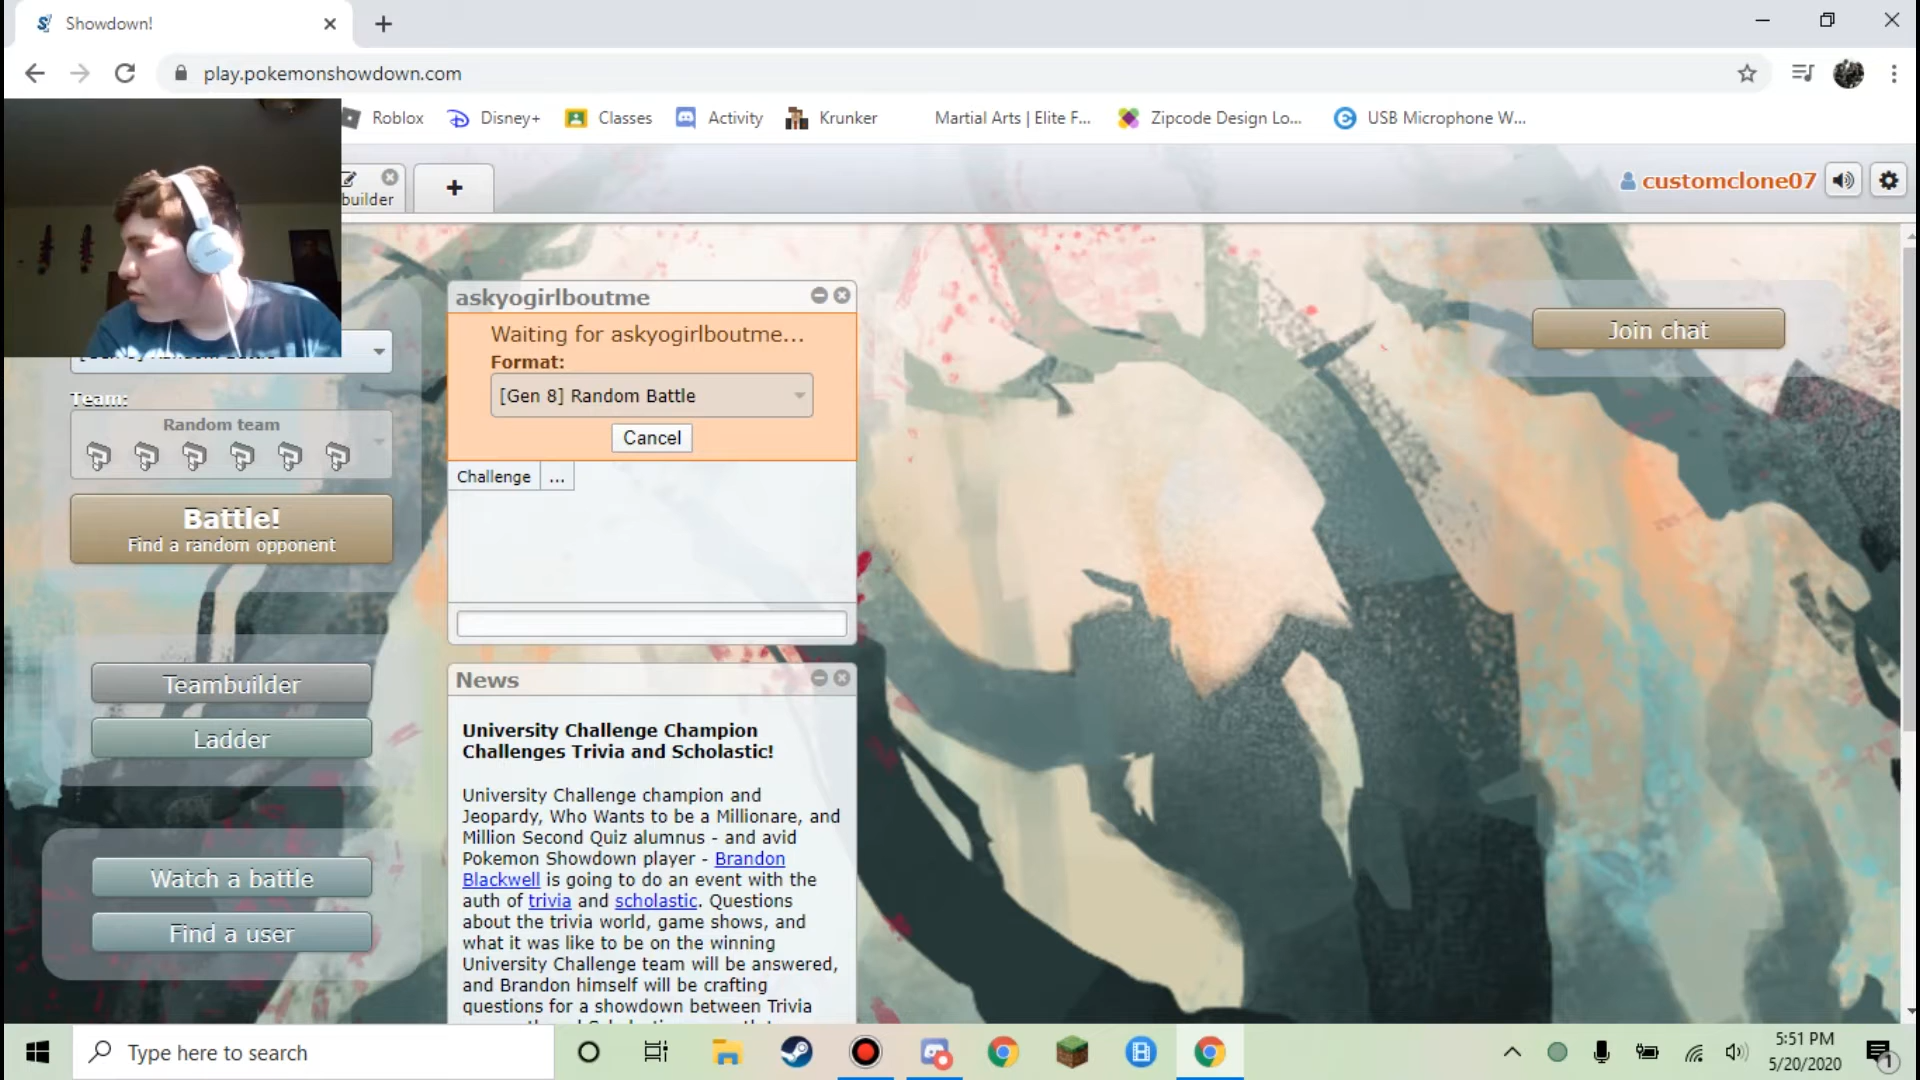 Showdown!
play.pokemonshowdown.com
Roblox
Disney+
Classes
Activity
Krunker
Martial Arts | Elite F...
Zipcode Design Lo...
USB Microphone W...
builder
customclone07
askyogirlboutme
Waiting for askyogirlboutme...
Format:
[Gen 8] Random Battle
Cancel
Challenge
...
Join chat
Team:
Random team
Battle!
Find a random opponent
Teambuilder
Ladder
Watch a battle
Find a user
News
University Challenge Champion
Challenges Trivia and Scholastic!
University Challenge champion and
Jeopardy, Who Wants to be a Millionare, and
Million Second Quiz alumnus - and avid
Pokemon Showdown player - Brandon
Blackwell is going to do an event with the
auth of trivia and scholastic. Questions
about the trivia world, game shows, and
what it was like to be on the winning
University Challenge team will be answered,
and Brandon himself will be crafting
questions for a showdown between Trivia
Type here to search
5:51 PM
5/20/2020
1